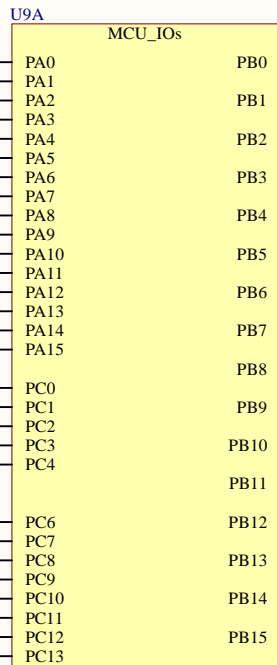 U9A
MCU_IOs
PA0 PB0
PA1
PA2 PB1
PA3
PA4 PB2
PA5
PA6 PB3
PA7
PA8 PB4
PA9
PA10 PB5
PA11
PA12 PB6
PA13
PA14 PB7
PA15
PB8
PC0
PC1 PB9
PC2
PC3 PB10
PC4
PB11
PC6 PB12
PC7
PC8 PB13
PC9
PC10 PB14
PC11
PC12 PB15
PC13